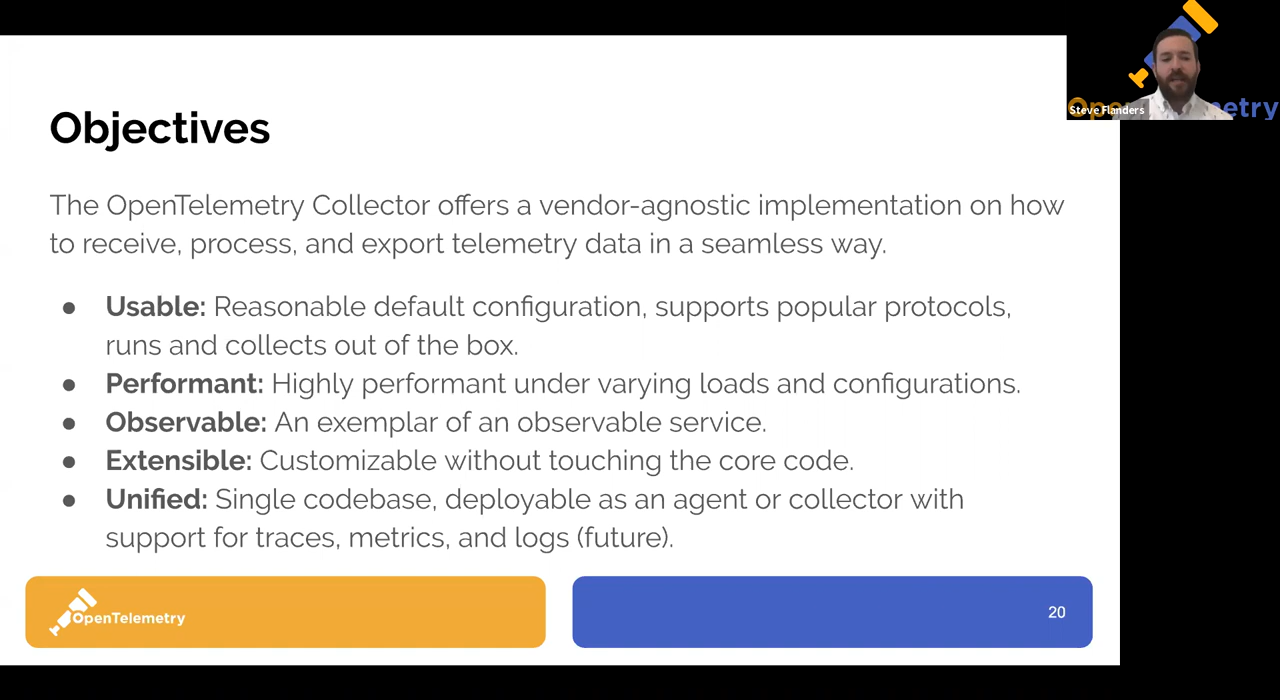 Objectives
The OpenTelemetry Collector offers a vendor-agnostic implementation on how
to receive, process, and export telemetry data in a seamless way.
● Usable: Reasonable default configuration, supports popular protocols,
runs and collects out of the box.
● Performant: Highly performant under varying loads and configurations.
● Observable: An exemplar of an observable service.
● Extensible: Customizable without touching the core code.
● Unified: Single codebase, deployable as an agent or collector with
support for traces, metrics, and logs (future).
OpenTelemetry
20
Steve Flanders